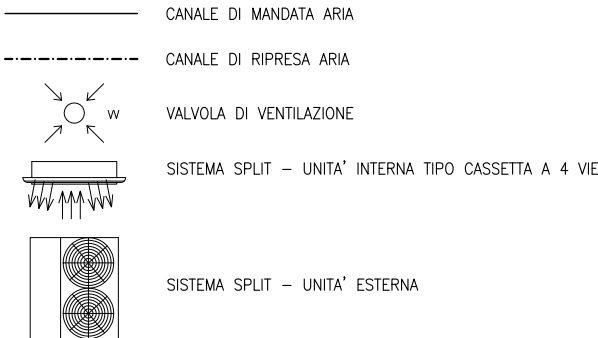 CANALE DI MANDATA ARIA
CANALE DI RIPRESA ARIA
VV VALVOLA DI VENTILAZIONE
SISTEMA SPLIT – UNITA' INTERNA TIPO CASSETTA A 4 VIE
SISTEMA SPLIT – UNITA' ESTERNA